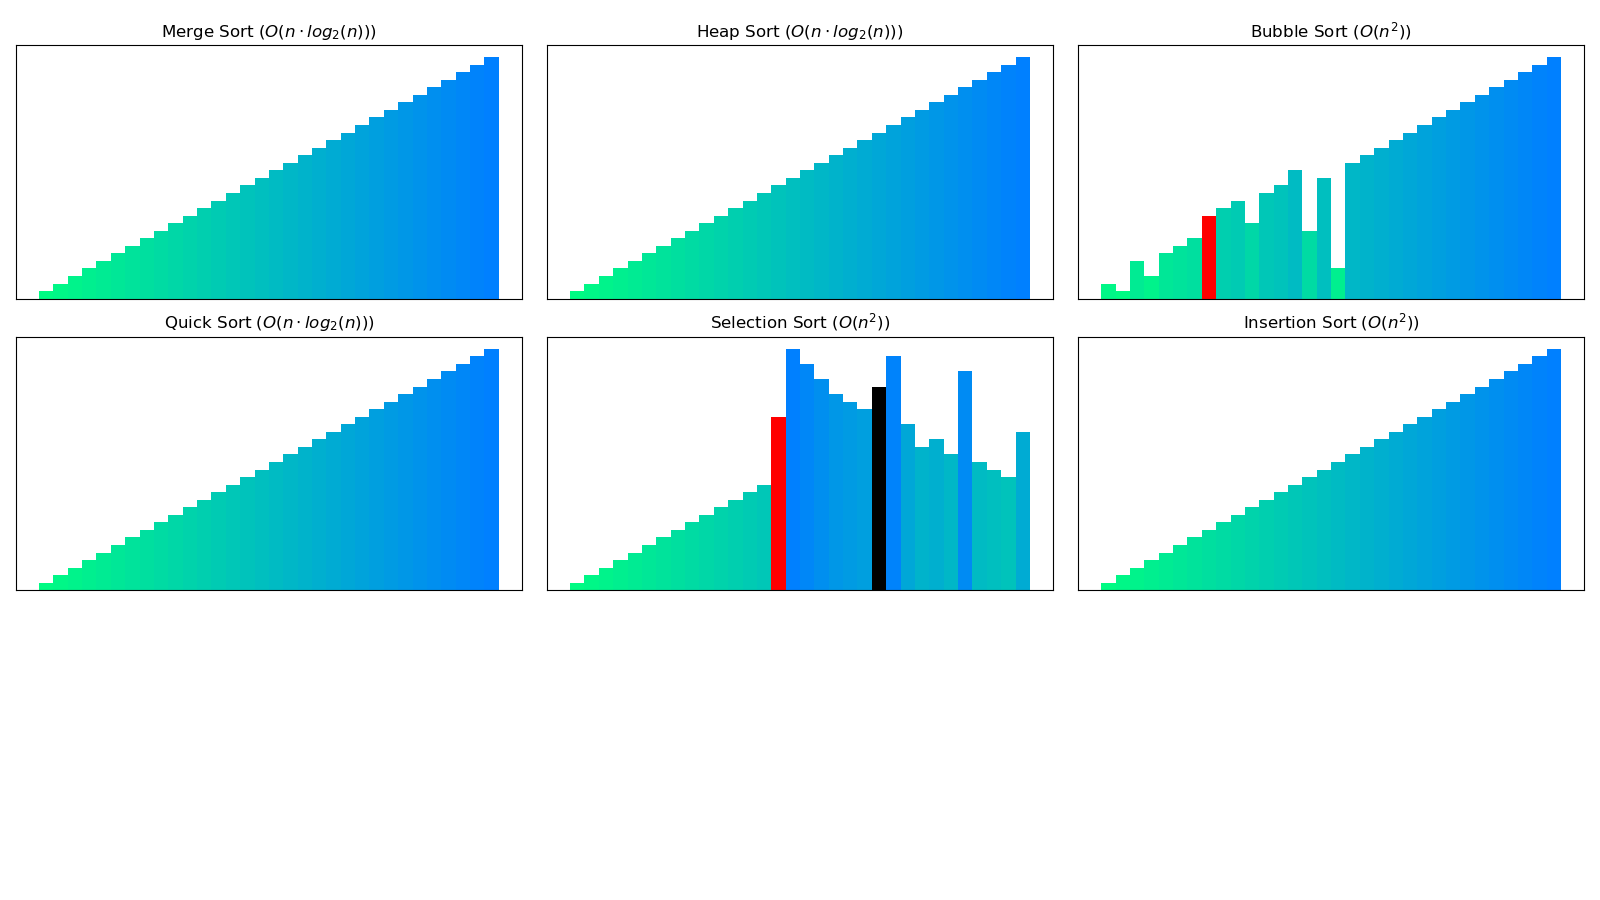 Merge Sort (O(n · log₂(n)))
Heap Sort (O(n · log₂(n)))
Bubble Sort (O(n²))
Quick Sort (O(n · log₂(n)))
Selection Sort (O(n²))
Insertion Sort (O(n²))